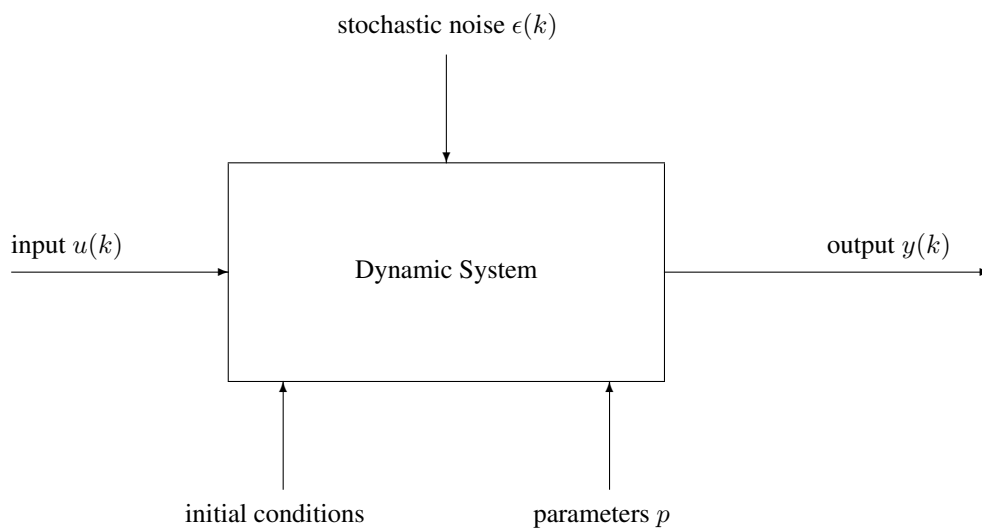 stochastic noise ϵ(k)
input u(k)
output y(k)
Dynamic System
initial conditions
parameters p